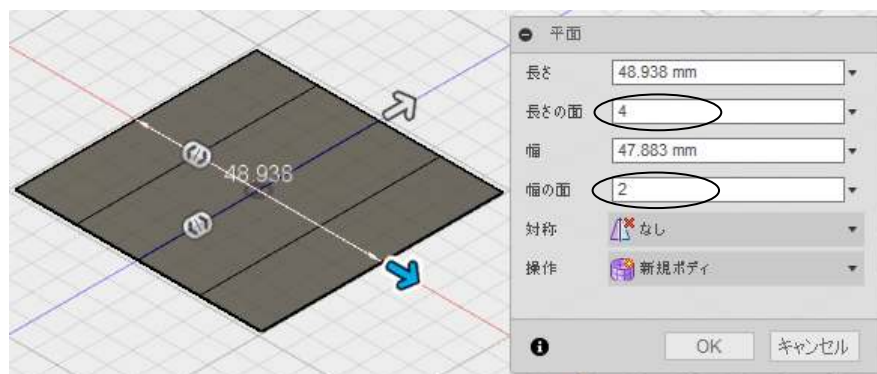 48.938
平面
長さ 48.938 mm
長さの面 4
幅 47.883 mm
幅の面 2
対称 なし
操作 新規ボディ
OK キャンセル